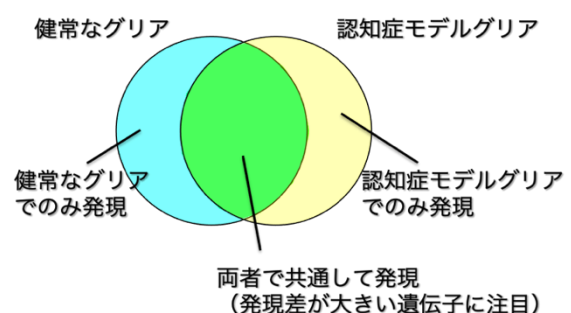 健常なグリア
認知症モデルグリア
健常なグリア
でのみ発現
認知症モデルグリア
でのみ発現
両者で共通して発現
（発現差が大きい遺伝子に注目）